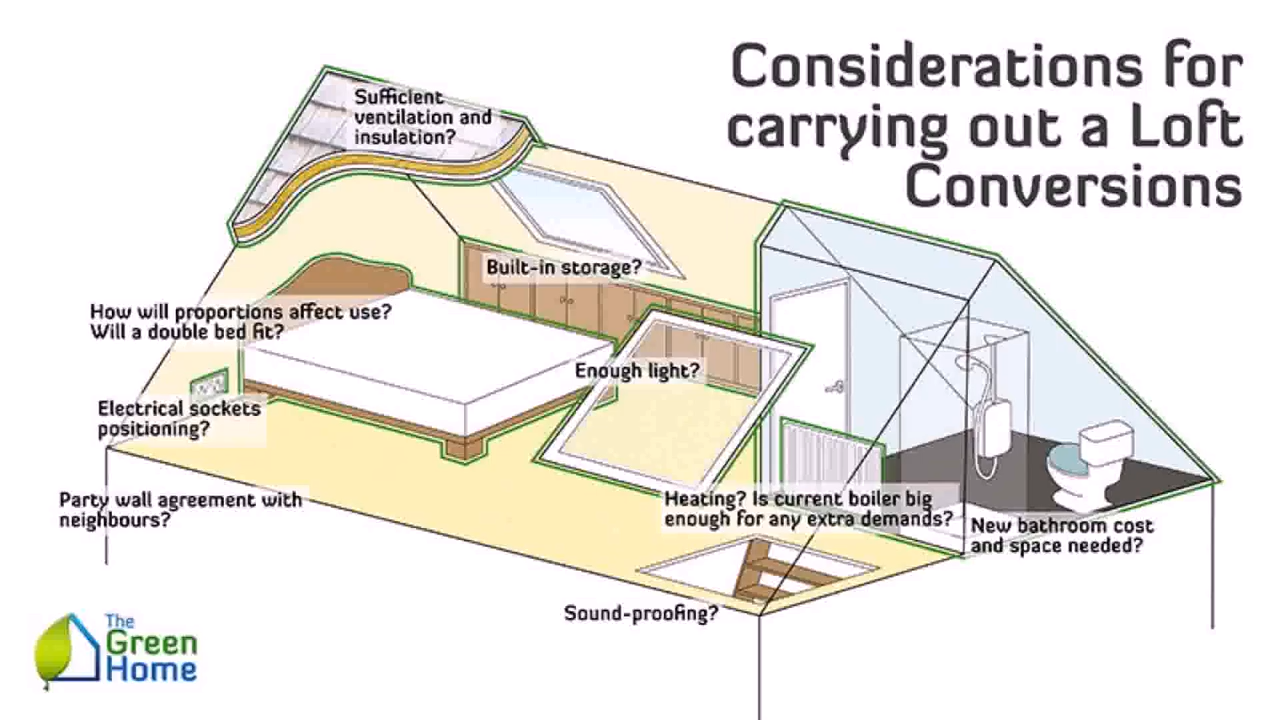 Considerations for
carrying out a Loft
Conversions
Sufficient
ventilation and
insulation?
Built-in storage?
How will proportions affect use?
Will a double bed fit?
Enough light?
Electrical sockets
positioning?
Party wall agreement with
neighbours?
Heating? Is current boiler big
enough for any extra demands?
New bathroom cost
and space needed?
Sound-proofing?
The
Green
Home